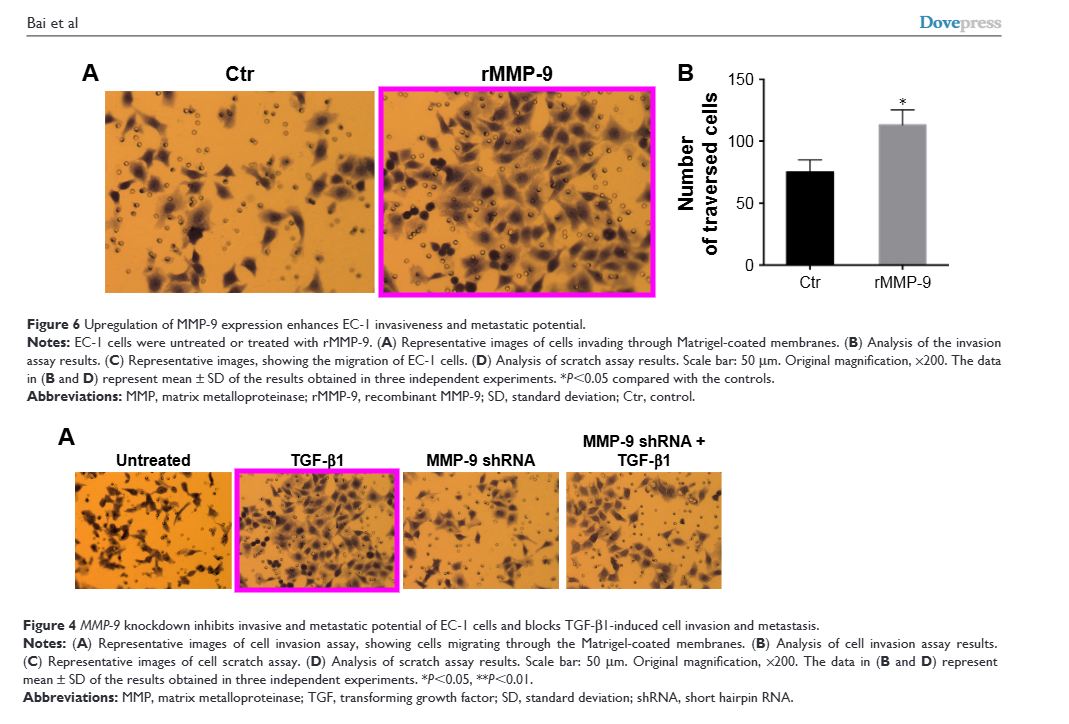 Bai et al
Dovepress
A
Ctr
rMMP-9
B
Number
of traversed cells
150
100
50
0
*
Ctr
rMMP-9
Figure 6 Upregulation of MMP-9 expression enhances EC-1 invasiveness and metastatic potential.
Notes: EC-1 cells were untreated or treated with rMMP-9. (A) Representative images of cells invading through Matrigel-coated membranes. (B) Analysis of the invasion
assay results. (C) Representative images, showing the migration of EC-1 cells. (D) Analysis of scratch assay results. Scale bar: 50 μm. Original magnification, ×200. The data
in (B and D) represent mean ± SD of the results obtained in three independent experiments. *P<0.05 compared with the controls.
Abbreviations: MMP, matrix metalloproteinase; rMMP-9, recombinant MMP-9; SD, standard deviation; Ctr, control.
A
Untreated
TGF-β1
MMP-9 shRNA
MMP-9 shRNA +
TGF-β1
Figure 4 MMP-9 knockdown inhibits invasive and metastatic potential of EC-1 cells and blocks TGF-β1-induced cell invasion and metastasis.
Notes: (A) Representative images of cell invasion assay, showing cells migrating through the Matrigel-coated membranes. (B) Analysis of cell invasion assay results.
(C) Representative images of cell scratch assay. (D) Analysis of scratch assay results. Scale bar: 50 μm. Original magnification, ×200. The data in (B and D) represent
mean ± SD of the results obtained in three independent experiments. *P<0.05, **P<0.01.
Abbreviations: MMP, matrix metalloproteinase; TGF, transforming growth factor; SD, standard deviation; shRNA, short hairpin RNA.